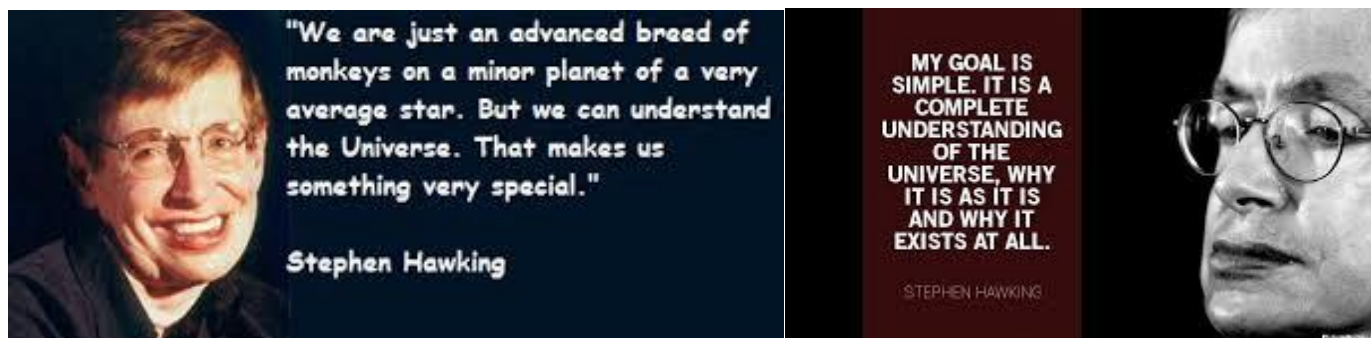 "We are just an advanced breed of
monkeys on a minor planet of a very
average star. But we can understand
the Universe. That makes us
something very special."
Stephen Hawking
MY GOAL IS
SIMPLE. IT IS A
COMPLETE
UNDERSTANDING
OF THE
UNIVERSE, WHY
IT IS AS IT IS
AND WHY IT
EXISTS AT ALL.
STEPHEN HAWKING